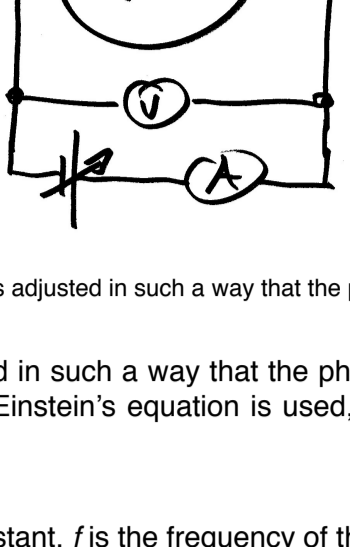 V
A
s adjusted in such a way that the
d in such a way that the ph
Einstein's equation is used,
stant, f is the frequency of th